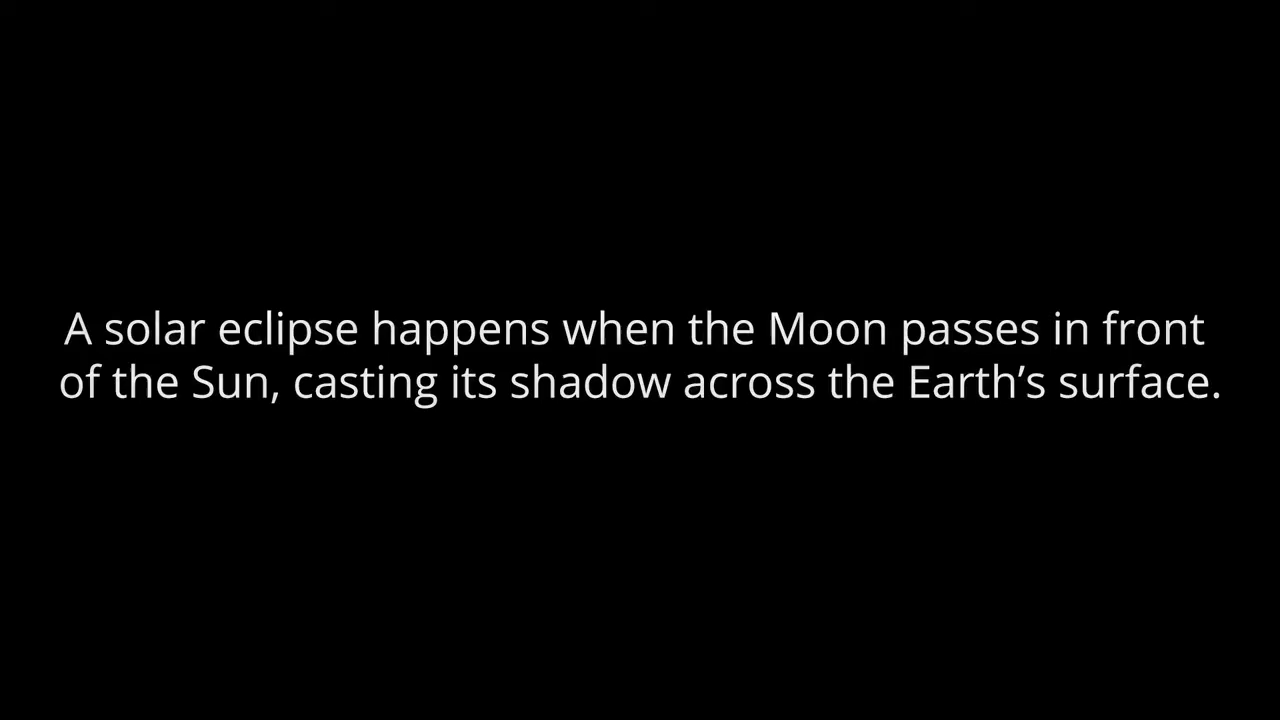 A solar eclipse happens when the Moon passes in front
of the Sun, casting its shadow across the Earth’s surface.